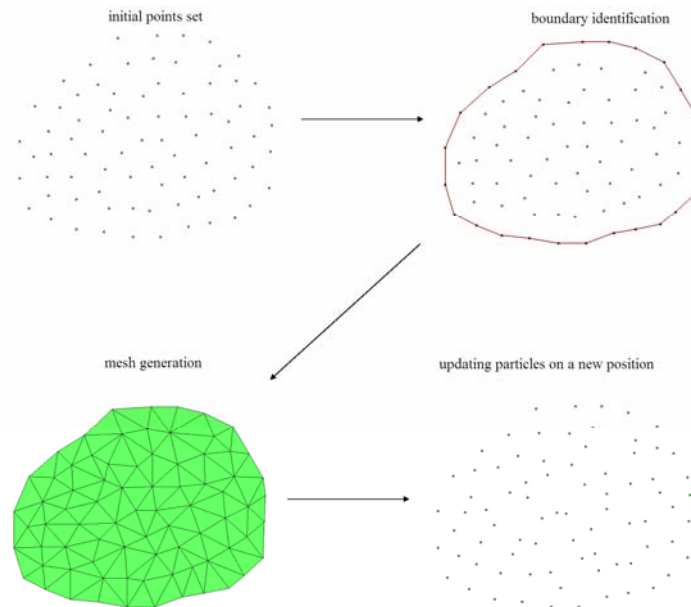 initial points set
boundary identification
mesh generation
updating particles on a new position